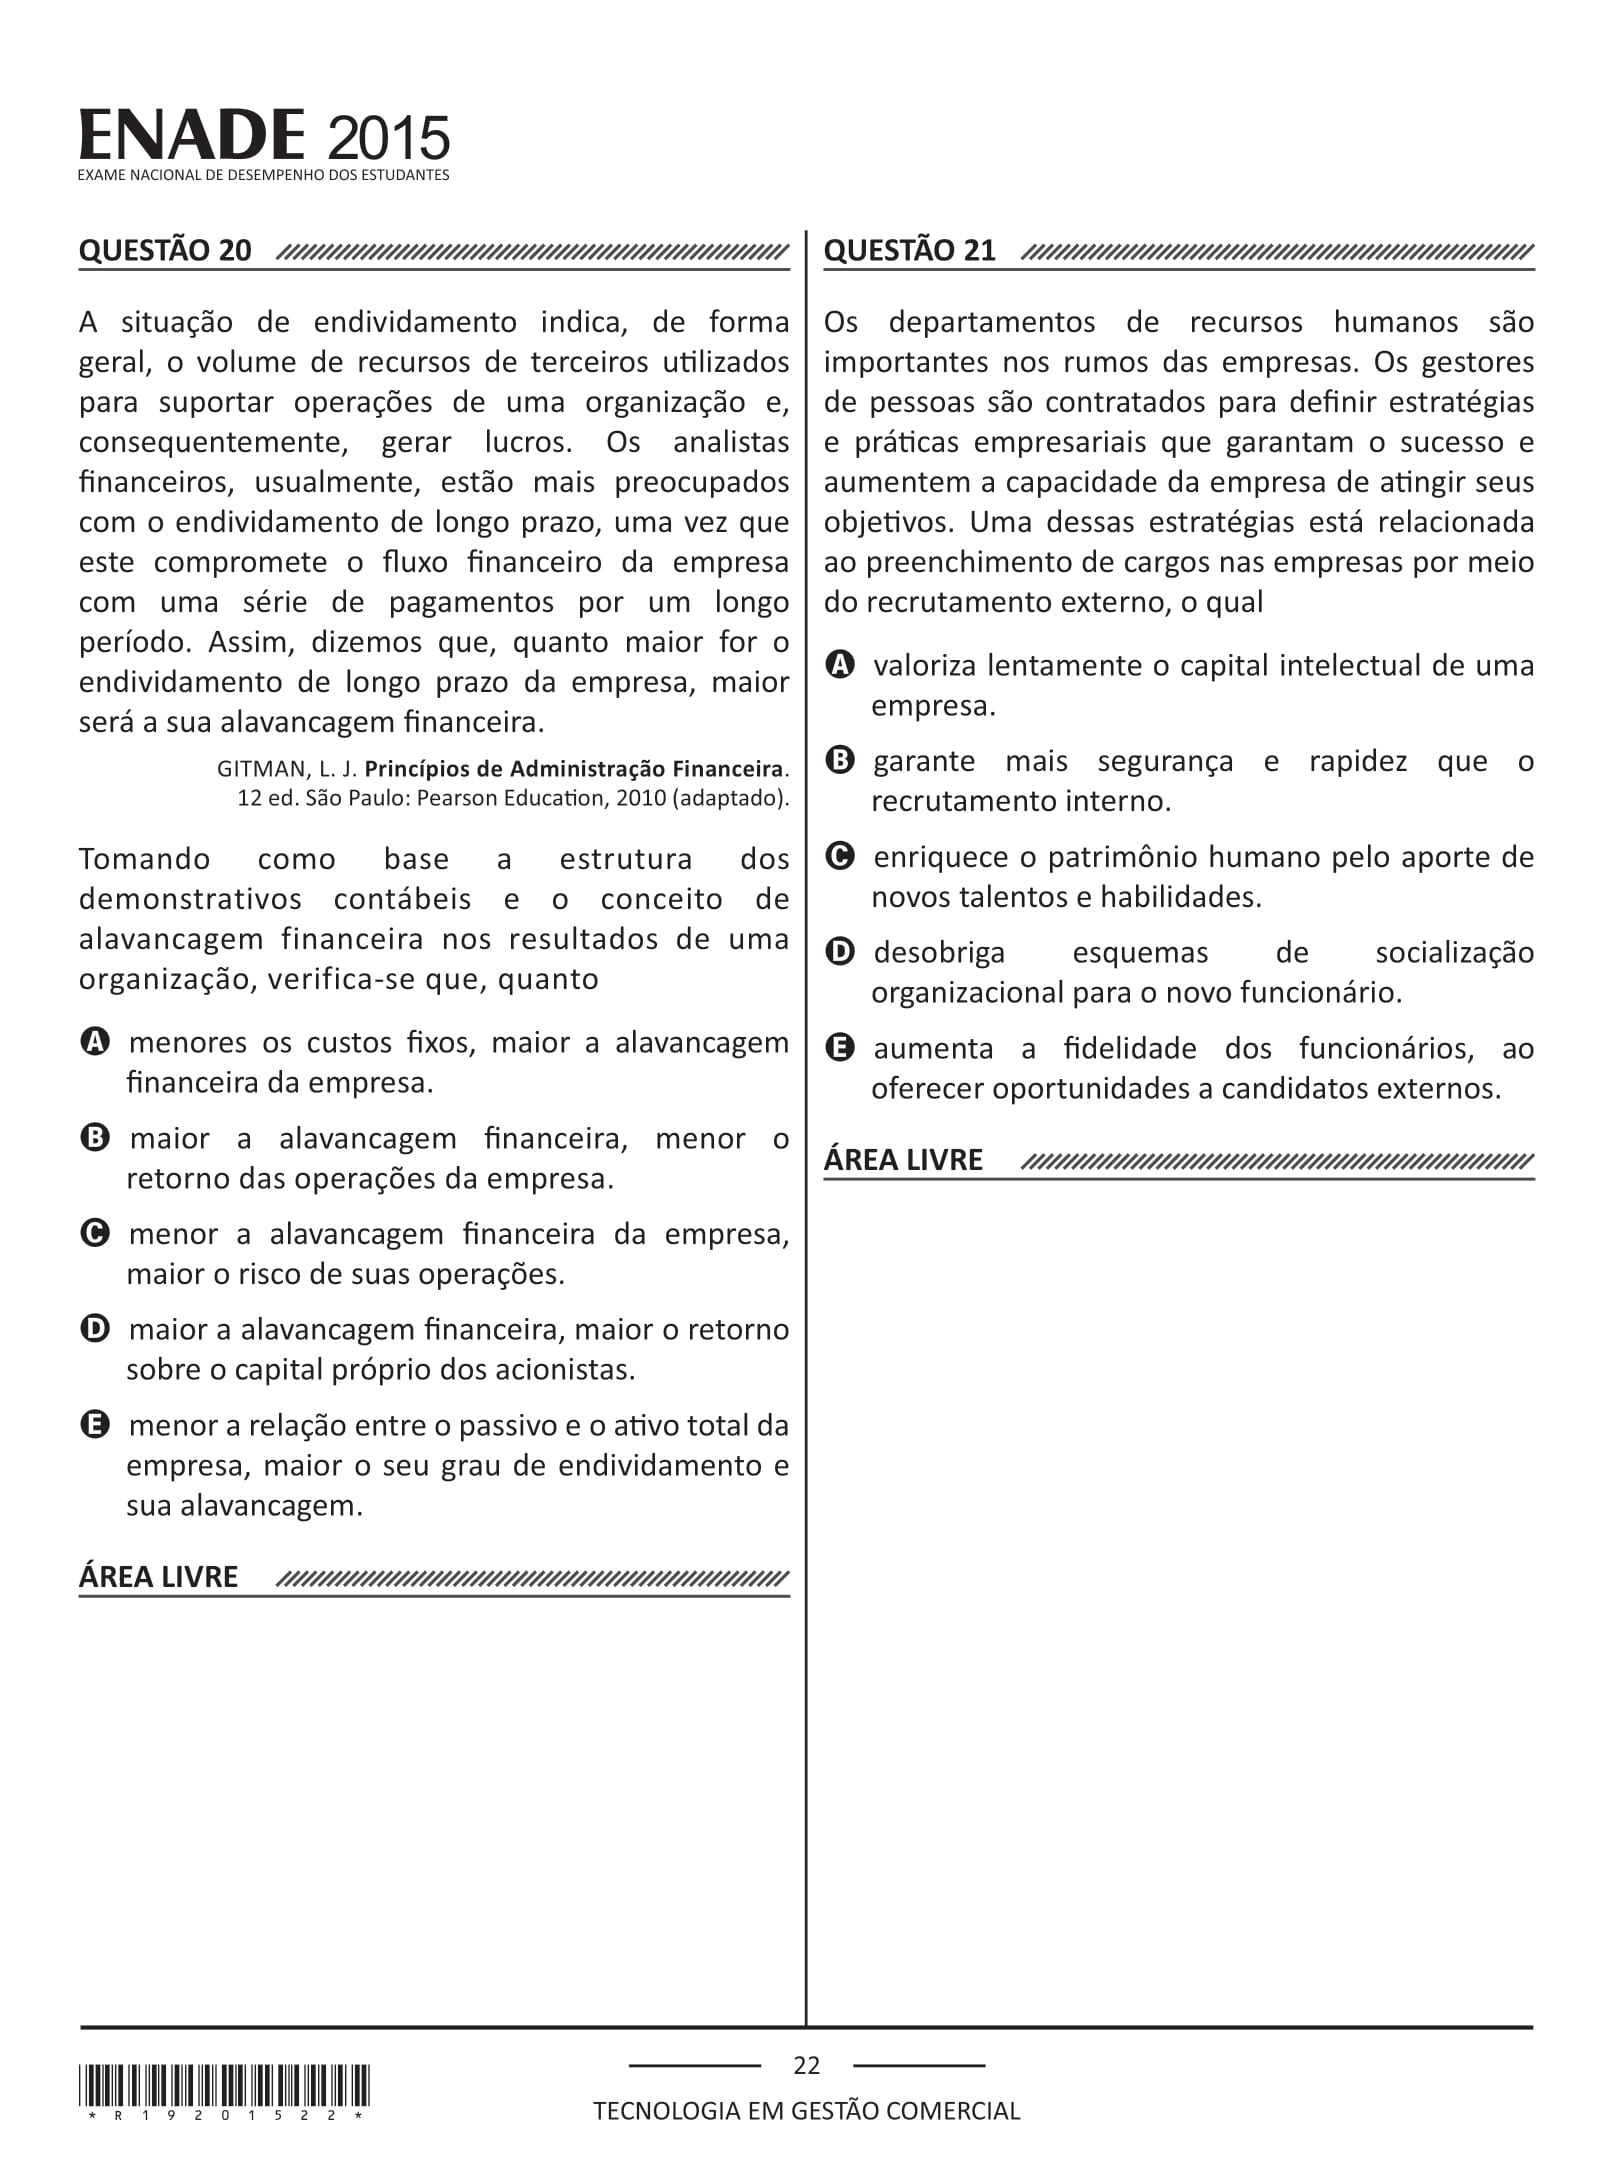 ENADE 2015
EXAME NACIONAL DE DESEMPENHO DOS ESTUDANTES
QUESTÃO 20
A situação de endividamento indica, de forma
geral, o volume de recursos de terceiros utilizados
para suportar operações de uma organização e,
consequentemente, gerar lucros. Os analistas
financeiros, usualmente, estão mais preocupados
com o endividamento de longo prazo, uma vez que
este compromete o fluxo financeiro da empresa
com uma série de pagamentos por um longo
período. Assim, dizemos que, quanto maior for o
endividamento de longo prazo da empresa, maior
será a sua alavancagem financeira.
GITMAN, L. J. Princípios de Administração Financeira.
12 ed. São Paulo: Pearson Education, 2010 (adaptado).
Tomando como base a estrutura dos
demonstrativos contábeis e o conceito de
alavancagem financeira nos resultados de uma
organização, verifica-se que, quanto
A menores os custos fixos, maior a alavancagem
financeira da empresa.
B maior a alavancagem financeira, menor o
retorno das operações da empresa.
C menor a alavancagem financeira da empresa,
maior o risco de suas operações.
D maior a alavancagem financeira, maior o retorno
sobre o capital próprio dos acionistas.
E menor a relação entre o passivo e o ativo total da
empresa, maior o seu grau de endividamento e
sua alavancagem.
ÁREA LIVRE
QUESTÃO 21
Os departamentos de recursos humanos são
importantes nos rumos das empresas. Os gestores
de pessoas são contratados para definir estratégias
e práticas empresariais que garantam o sucesso e
aumentem a capacidade da empresa de atingir seus
objetivos. Uma dessas estratégias está relacionada
ao preenchimento de cargos nas empresas por meio
do recrutamento externo, o qual
A valoriza lentamente o capital intelectual de uma
empresa.
B garante mais segurança e rapidez que o
recrutamento interno.
C enriquece o patrimônio humano pelo aporte de
novos talentos e habilidades.
D desobriga esquemas de socialização
organizacional para o novo funcionário.
E aumenta a fidelidade dos funcionários, ao
oferecer oportunidades a candidatos externos.
ÁREA LIVRE
*R19201522*
22
TECNOLOGIA EM GESTÃO COMERCIAL